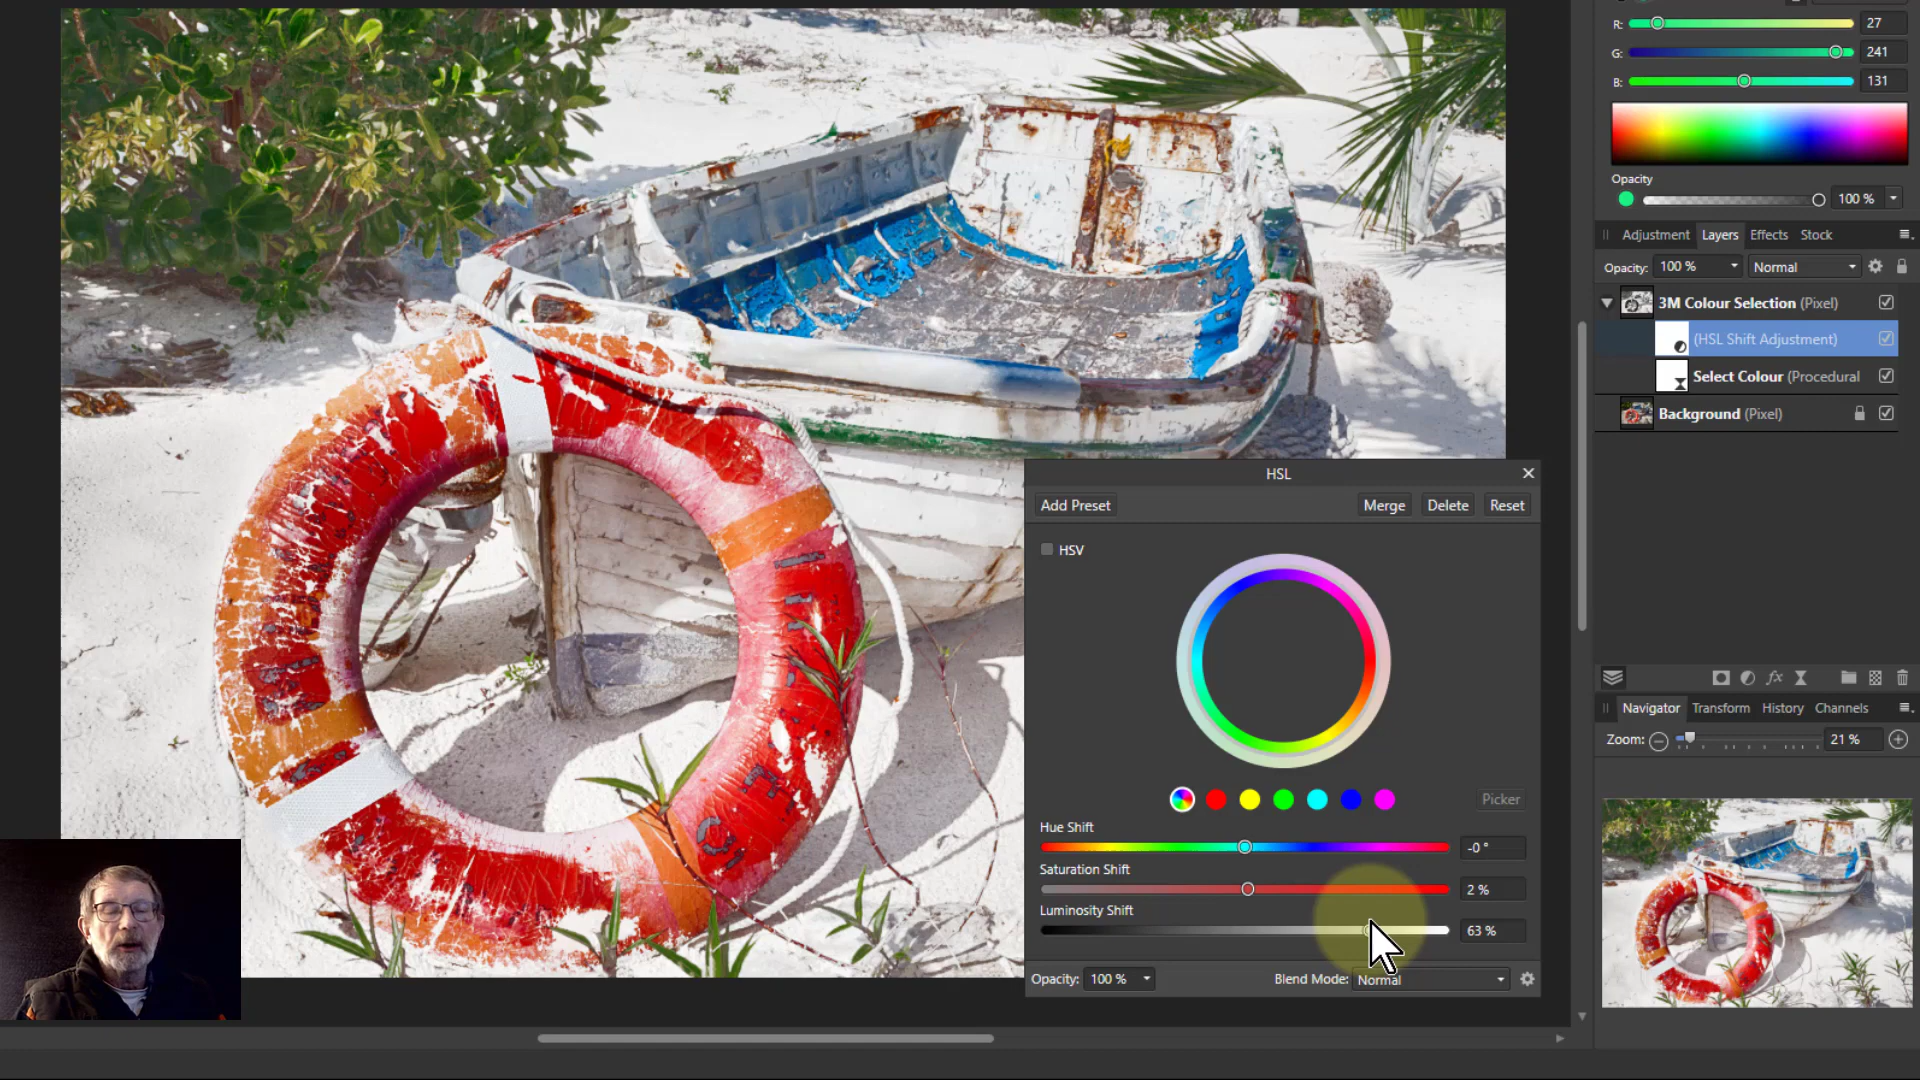 R: 27
G: 241
B: 131
Opacity
100 %
Adjustment Layers Effects Stock
Opacity: 100 % Normal
3M Colour Selection (Pixel)
(HSL Shift Adjustment)
Select Colour (Procedural
Background (Pixel)
HSL
Add Preset Merge Delete Reset
HSV
Picker
Hue Shift
-0 °
Saturation Shift
2 %
Luminosity Shift
63 %
Opacity: 100 % Blend Mode: Normal
Navigator Transform History Channels
Zoom: 21 %